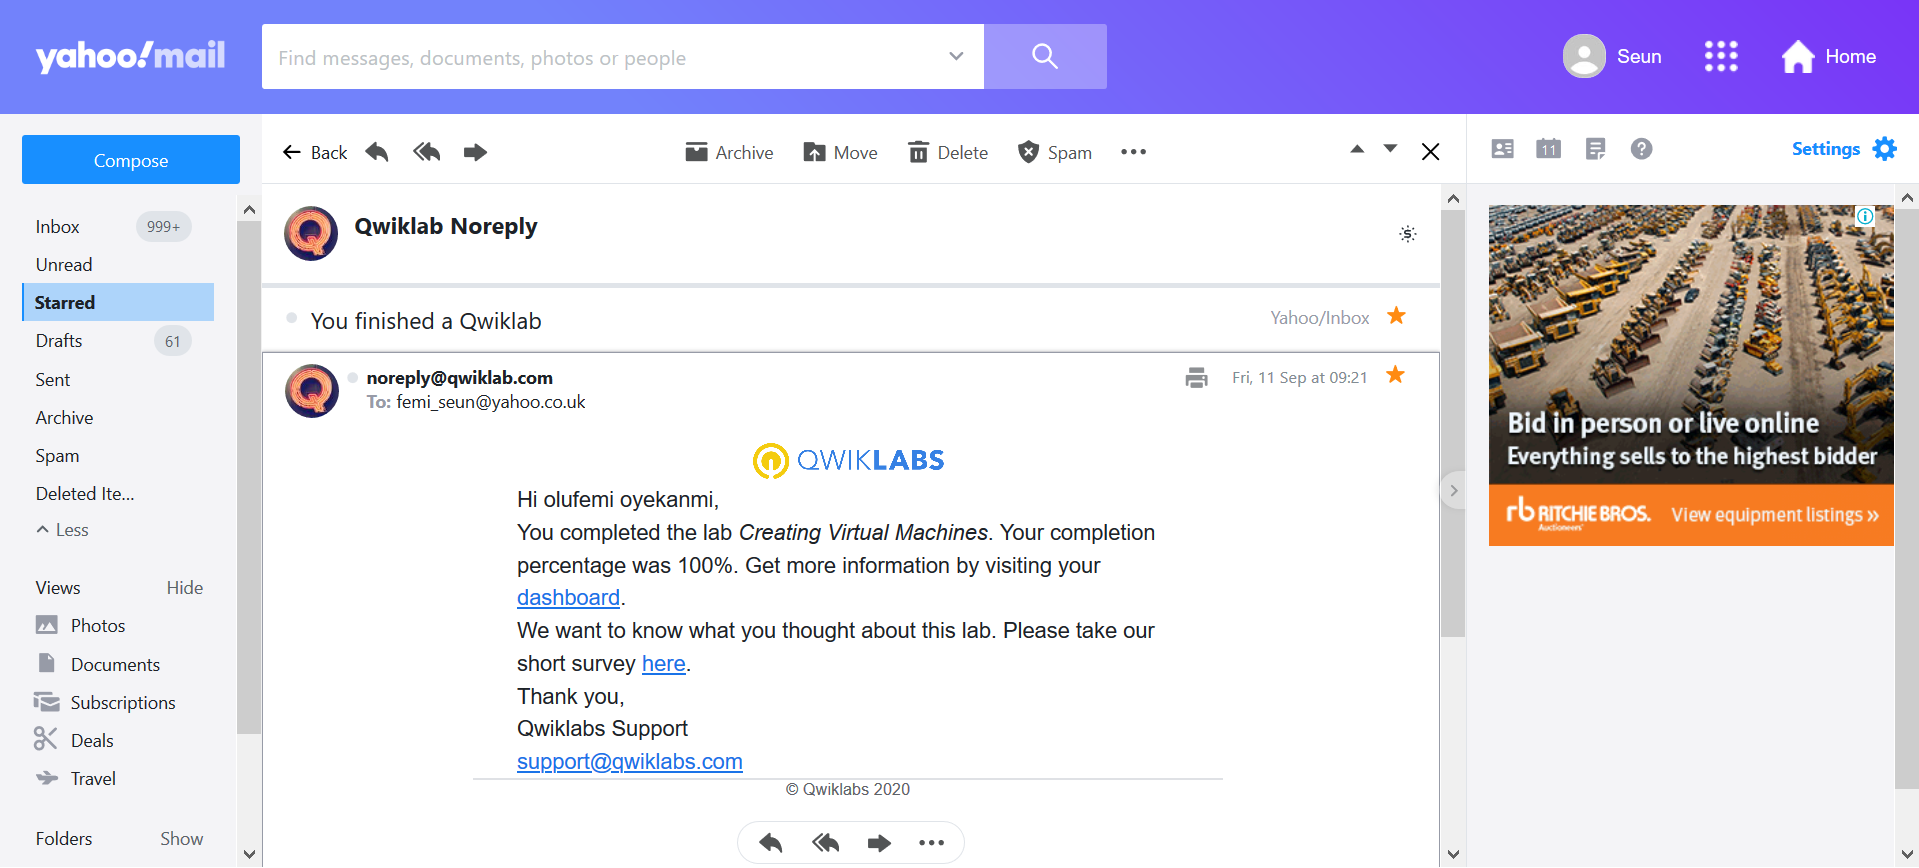 yahoo!mail
Find messages, documents, photos or people
Seun
Home
Compose
Inbox 999+
Unread
Starred
Drafts 61
Sent
Archive
Spam
Deleted Ite...
Less
Views Hide
Photos
Documents
Subscriptions
Deals
Travel
Folders Show
Back
Archive
Move
Delete
Spam
Qwiklab Noreply
You finished a Qwiklab
Yahoo/Inbox
noreply@qwiklab.com
Fri, 11 Sep at 09:21
To: femi_seun@yahoo.co.uk
QWIKLABS
Hi olufemi oyekanmi,
You completed the lab Creating Virtual Machines. Your completion
percentage was 100%. Get more information by visiting your
dashboard.
We want to know what you thought about this lab. Please take our
short survey here.
Thank you,
Qwiklabs Support
support@qwiklabs.com
© Qwiklabs 2020
11
Settings
Bid in person or live online
Everything sells to the highest bidder
rb RITCHIE BROS.
Auctioneers
View equipment listings »